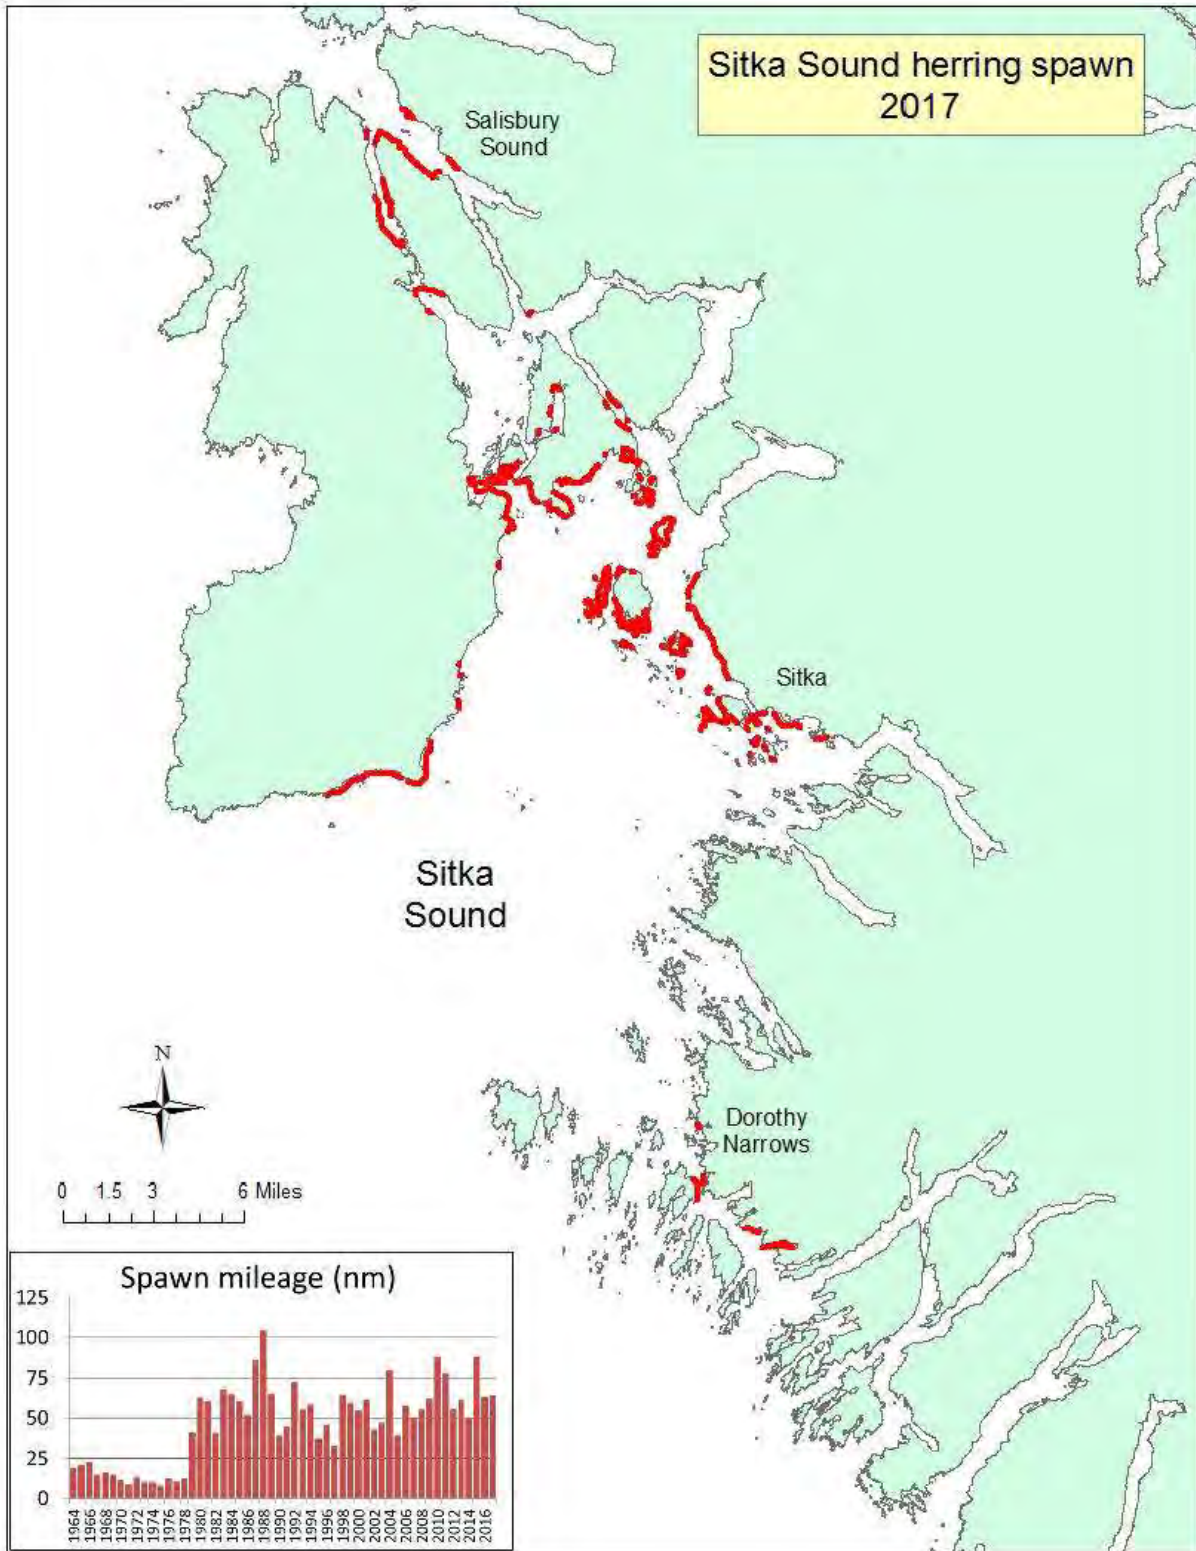 Sitka Sound herring spawn
2017
Salisbury
Sound
Sitka
Sitka
Sound
N
Dorothy
Narrows
0 1.5 3 6 Miles
Spawn mileage (nm)
125
100
75
50
25
0
1964 1966 1968 1970 1972 1974 1976 1978 1980 1982 1984 1986 1988 1990 1992 1994 1996 1998 2000 2002 2004 2006 2008 2010 2012 2014 2016